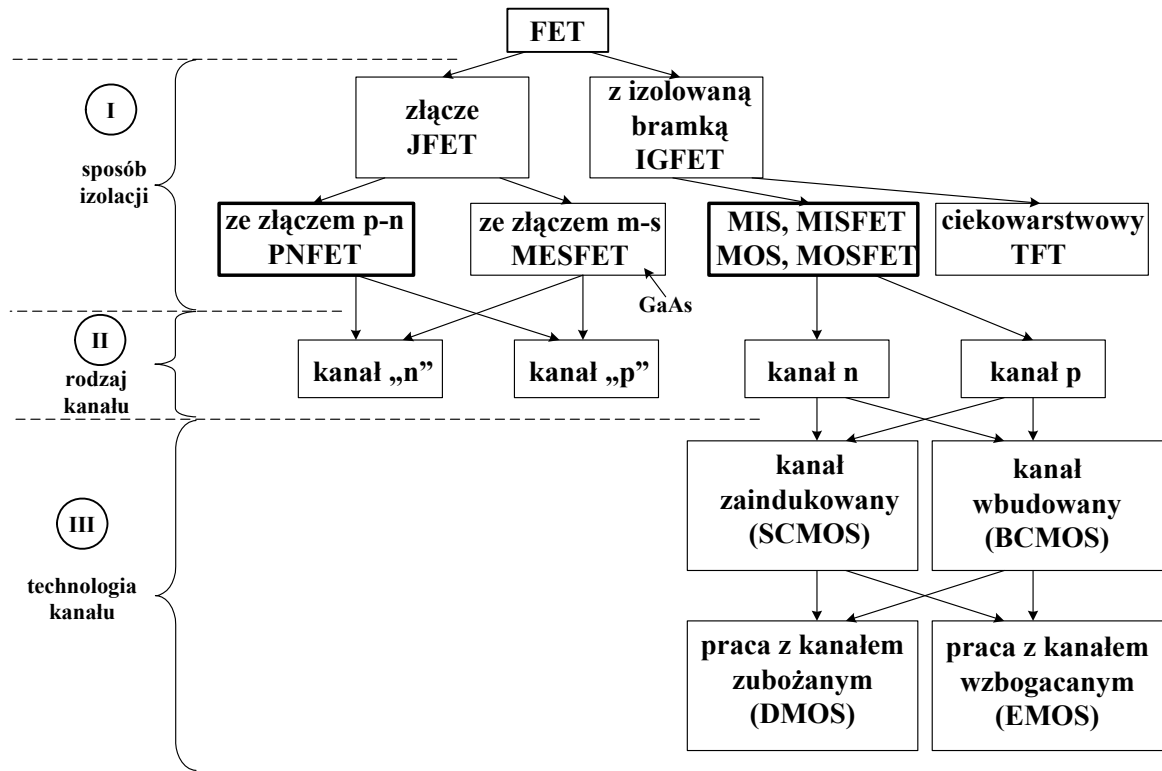 FET
I
sposób
izolacji
złącze
JFET
z izolowaną
bramką
IGFET
ze złączem p-n
PNFET
ze złączem m-s
MESFET
GaAs
MIS, MISFET
MOS, MOSFET
ciekowarstwowy
TFT
II
rodzaj
kanału
kanał „n”
kanał „p”
kanał n
kanał p
III
technologia
kanału
kanał
zaindukowany
(SCMOS)
kanał
wbudowany
(BCMOS)
praca z kanałem
zubożanym
(DMOS)
praca z kanałem
wzbogacanym
(EMOS)